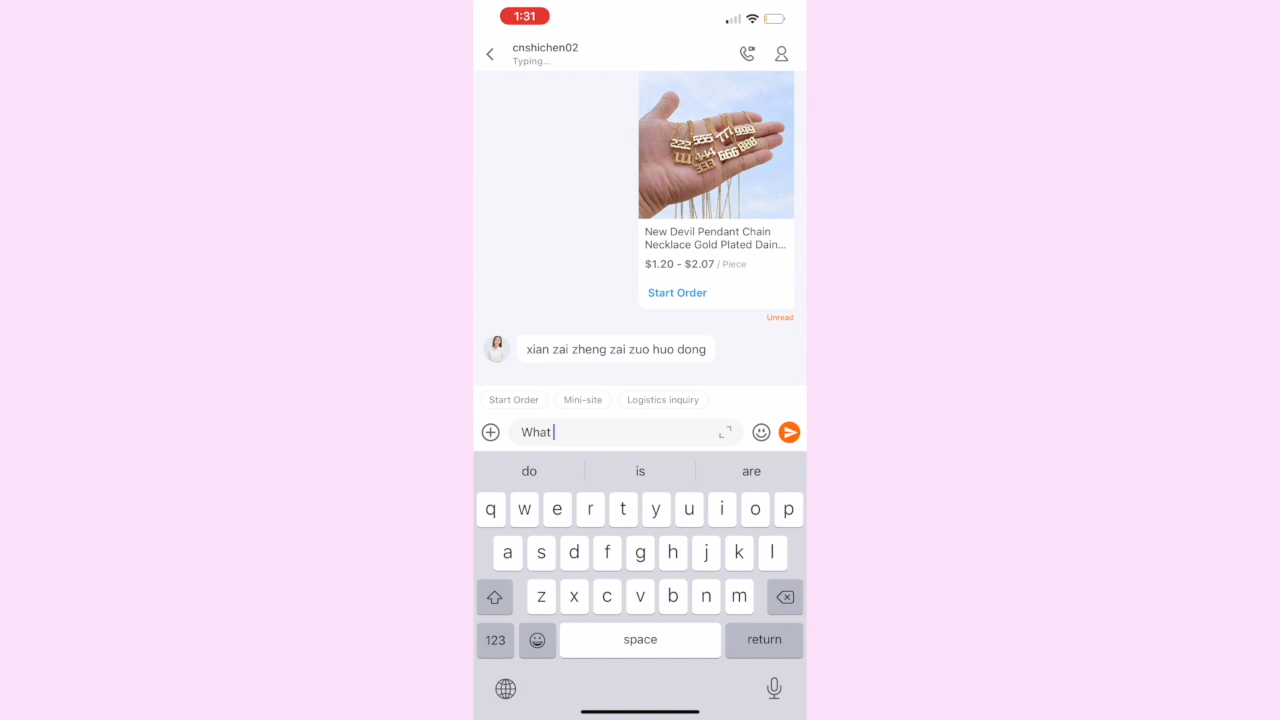 1:31
cnshichen02
Typing...
222 555 777 999
111 444 666 888
333
New Devil Pendant Chain
Necklace Gold Plated Dain...
$1.20 - $2.07 / Piece
Start Order
Unread
xian zai zheng zai zuo huo dong
Start Order Mini-site Logistics inquiry
What
do is are
q w e r t y u i o p
a s d f g h j k l
z x c v b n m
123 space return